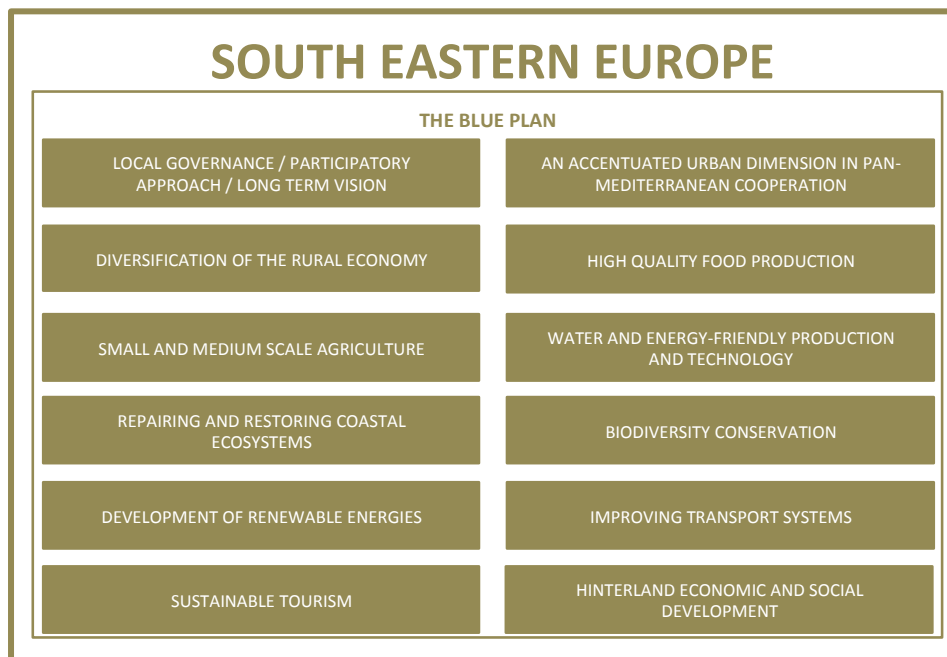 SOUTH EASTERN EUROPE
THE BLUE PLAN
LOCAL GOVERNANCE / PARTICIPATORY
APPROACH / LONG TERM VISION
AN ACCENTUATED URBAN DIMENSION IN PAN-
MEDITERRANEAN COOPERATION
DIVERSIFICATION OF THE RURAL ECONOMY
HIGH QUALITY FOOD PRODUCTION
SMALL AND MEDIUM SCALE AGRICULTURE
WATER AND ENERGY-FRIENDLY PRODUCTION
AND TECHNOLOGY
REPAIRING AND RESTORING COASTAL
ECOSYSTEMS
BIODIVERSITY CONSERVATION
DEVELOPMENT OF RENEWABLE ENERGIES
IMPROVING TRANSPORT SYSTEMS
SUSTAINABLE TOURISM
HINTERLAND ECONOMIC AND SOCIAL
DEVELOPMENT